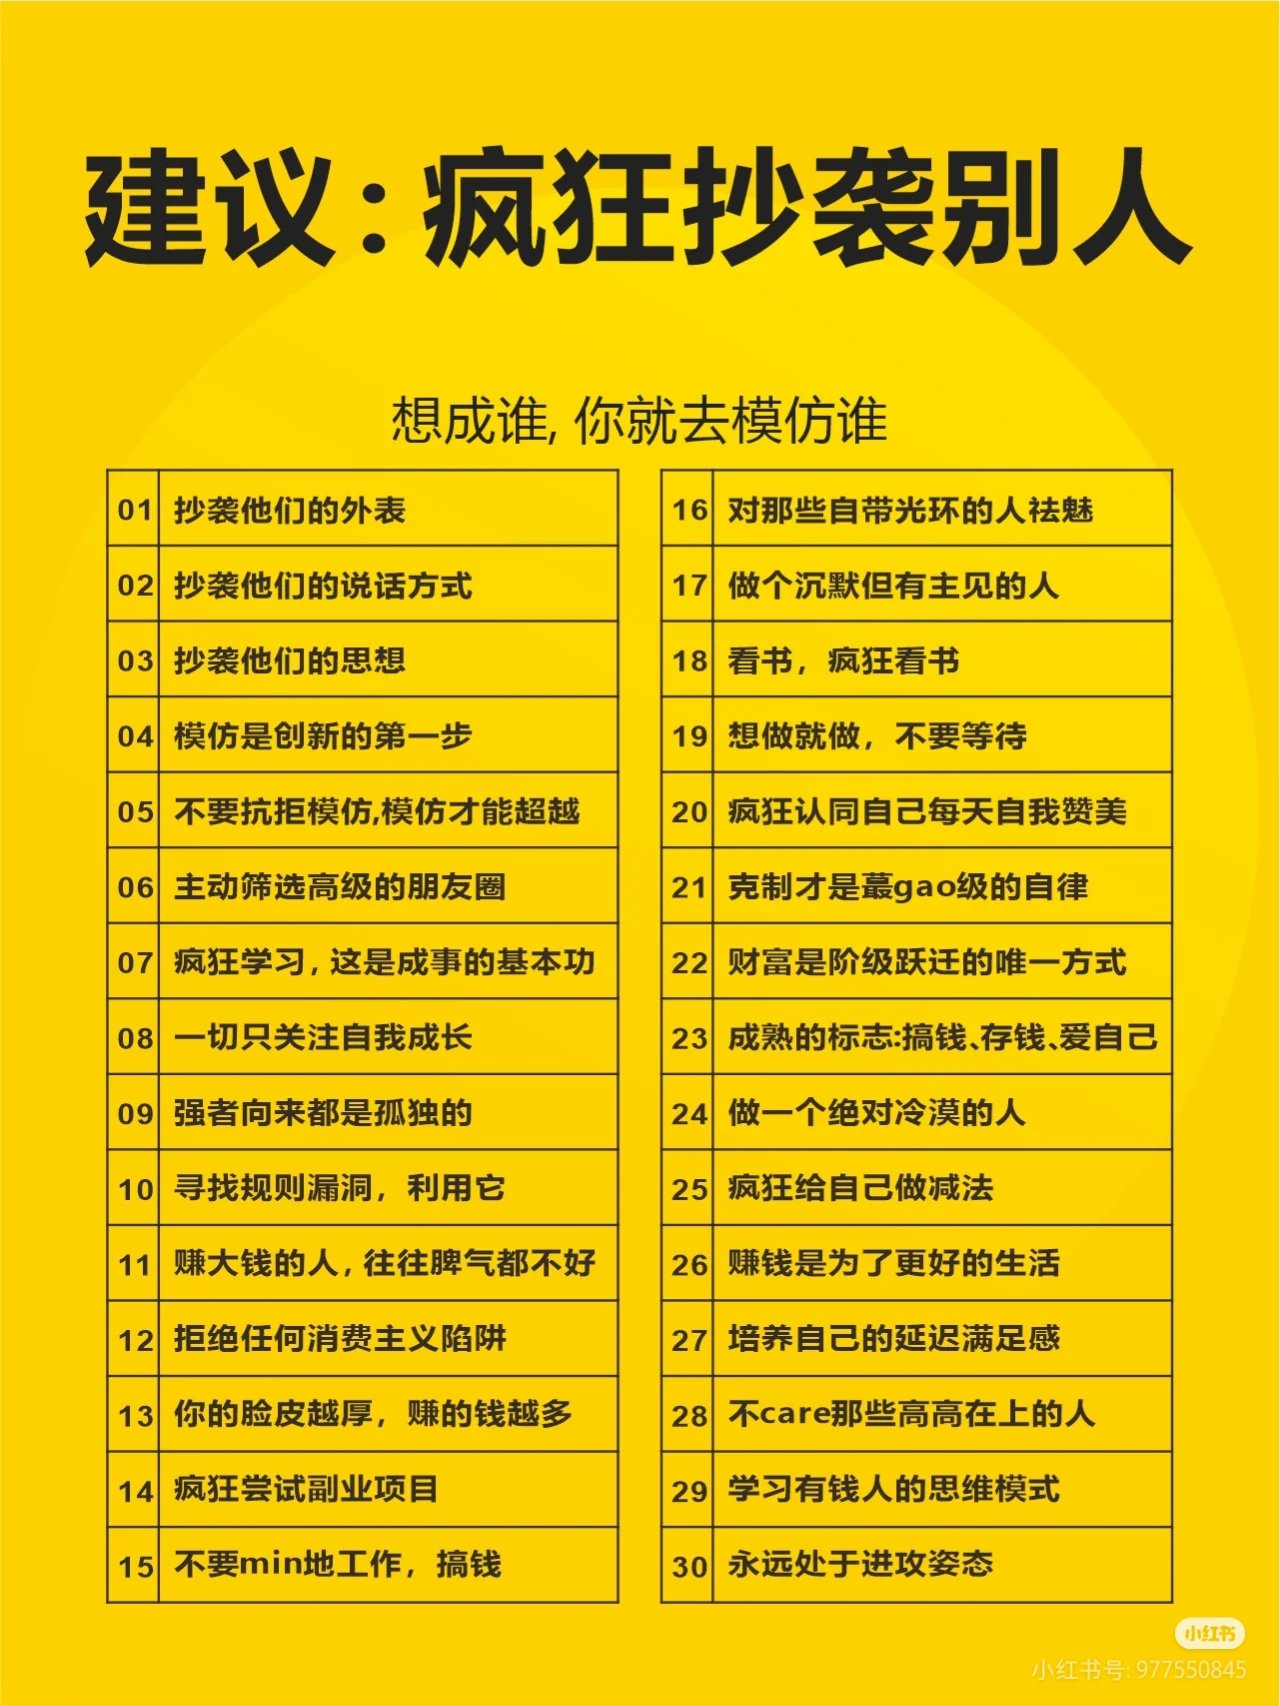 建议：疯狂抄袭别人
想成谁, 你就去模仿谁
01 抄袭他们的外表
02 抄袭他们的说话方式
03 抄袭他们的思想
04 模仿是创新的第一步
05 不要抗拒模仿,模仿才能超越
06 主动筛选高级的朋友圈
07 疯狂学习, 这是成事的基本功
08 一切只关注自我成长
09 强者向来都是孤独的
10 寻找规则漏洞，利用它
11 赚大钱的人, 往往脾气都不好
12 拒绝任何消费主义陷阱
13 你的脸皮越厚，赚的钱越多
14 疯狂尝试副业项目
15 不要min地工作，搞钱
16 对那些自带光环的人祛魅
17 做个沉默但有主见的人
18 看书，疯狂看书
19 想做就做，不要等待
20 疯狂认同自己每天自我赞美
21 克制才是蕞gao级的自律
22 财富是阶级跃迁的唯一方式
23 成熟的标志:搞钱、存钱、爱自己
24 做一个绝对冷漠的人
25 疯狂给自己做减法
26 赚钱是为了更好的生活
27 培养自己的延迟满足感
28 不care那些高高在上的人
29 学习有钱人的思维模式
30 永远处于进攻姿态
小红书
小红书号: 977550845